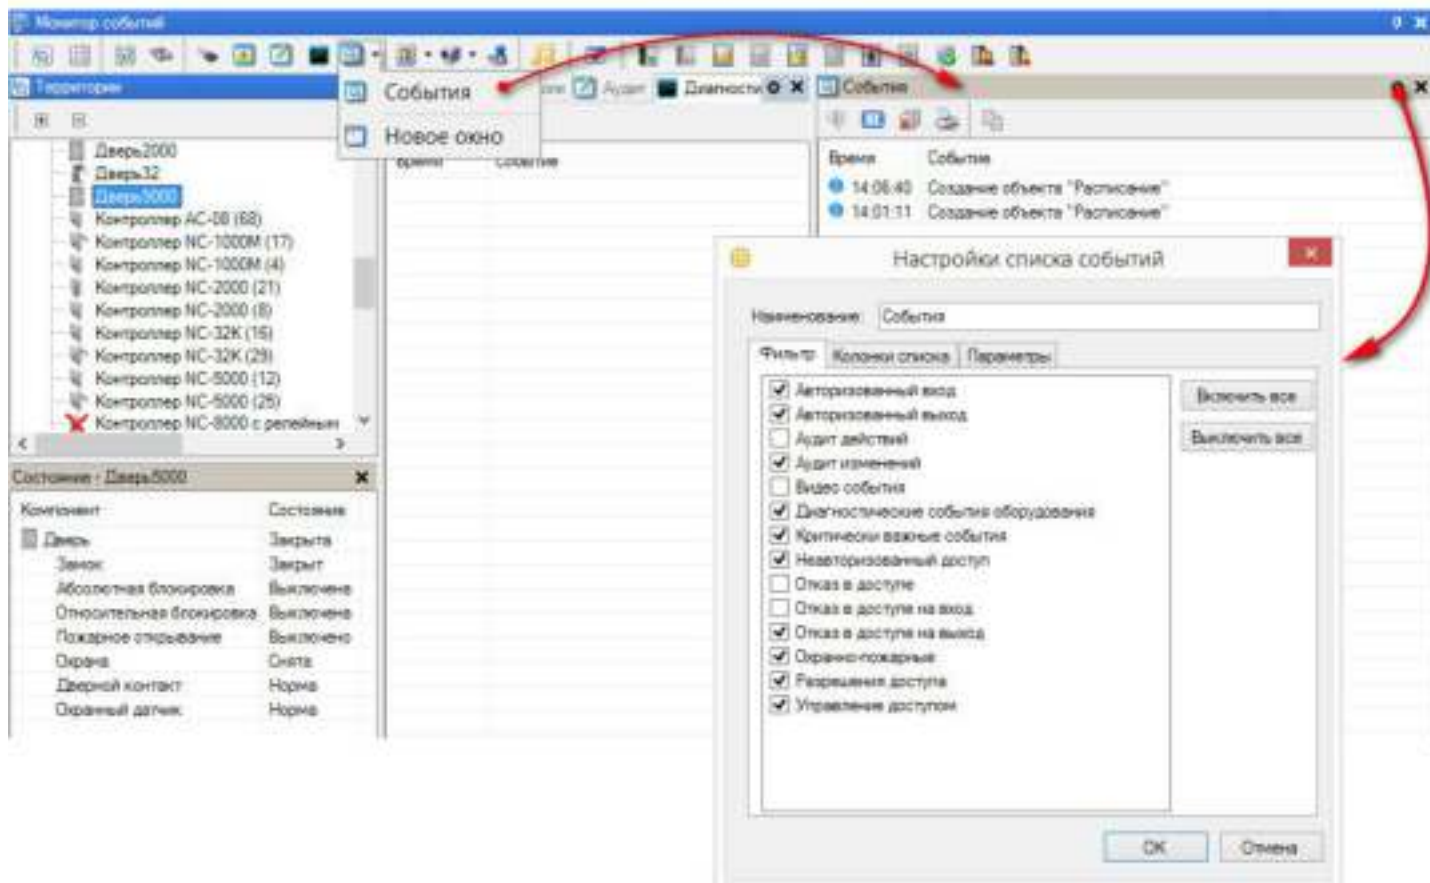 Монитор событий
События
Новое окно
Территории
Аудит
Диагности
События
Дверь2000
Дверь32
Дверь5000
Контроллер AC-08 (68)
Контроллер NC-1000M (17)
Контроллер NC-1000M (4)
Контроллер NC-2000 (21)
Контроллер NC-2000 (8)
Контроллер NC-32K (16)
Контроллер NC-32K (29)
Контроллер NC-5000 (12)
Контроллер NC-5000 (25)
Контроллер NC-8000 с релейным
Время Событие
Время Событие
14:06:40 Создание объекта "Расписание"
14:01:11 Создание объекта "Расписание"
Состояние - Дверь5000
Компонент Состояние
Дверь Закрыта
Замок Закрыт
Абсолютная блокировка Выключена
Относительная блокировка Выключена
Пожарное открывание Выключено
Охрана Снята
Дверной контакт Норма
Охранный датчик Норма
Настройки списка событий
Наименование: События
Фильтр Колонки списка Параметры
Авторизованный вход
Авторизованный выход
Аудит действий
Аудит изменений
Видео события
Диагностические события оборудования
Критически важные события
Неавторизованный доступ
Отказ в доступе
Отказ в доступе на вход
Отказ в доступе на выход
Охранно-пожарные
Разрешения доступа
Управление доступом
Включить все
Выключить все
OK Отмена